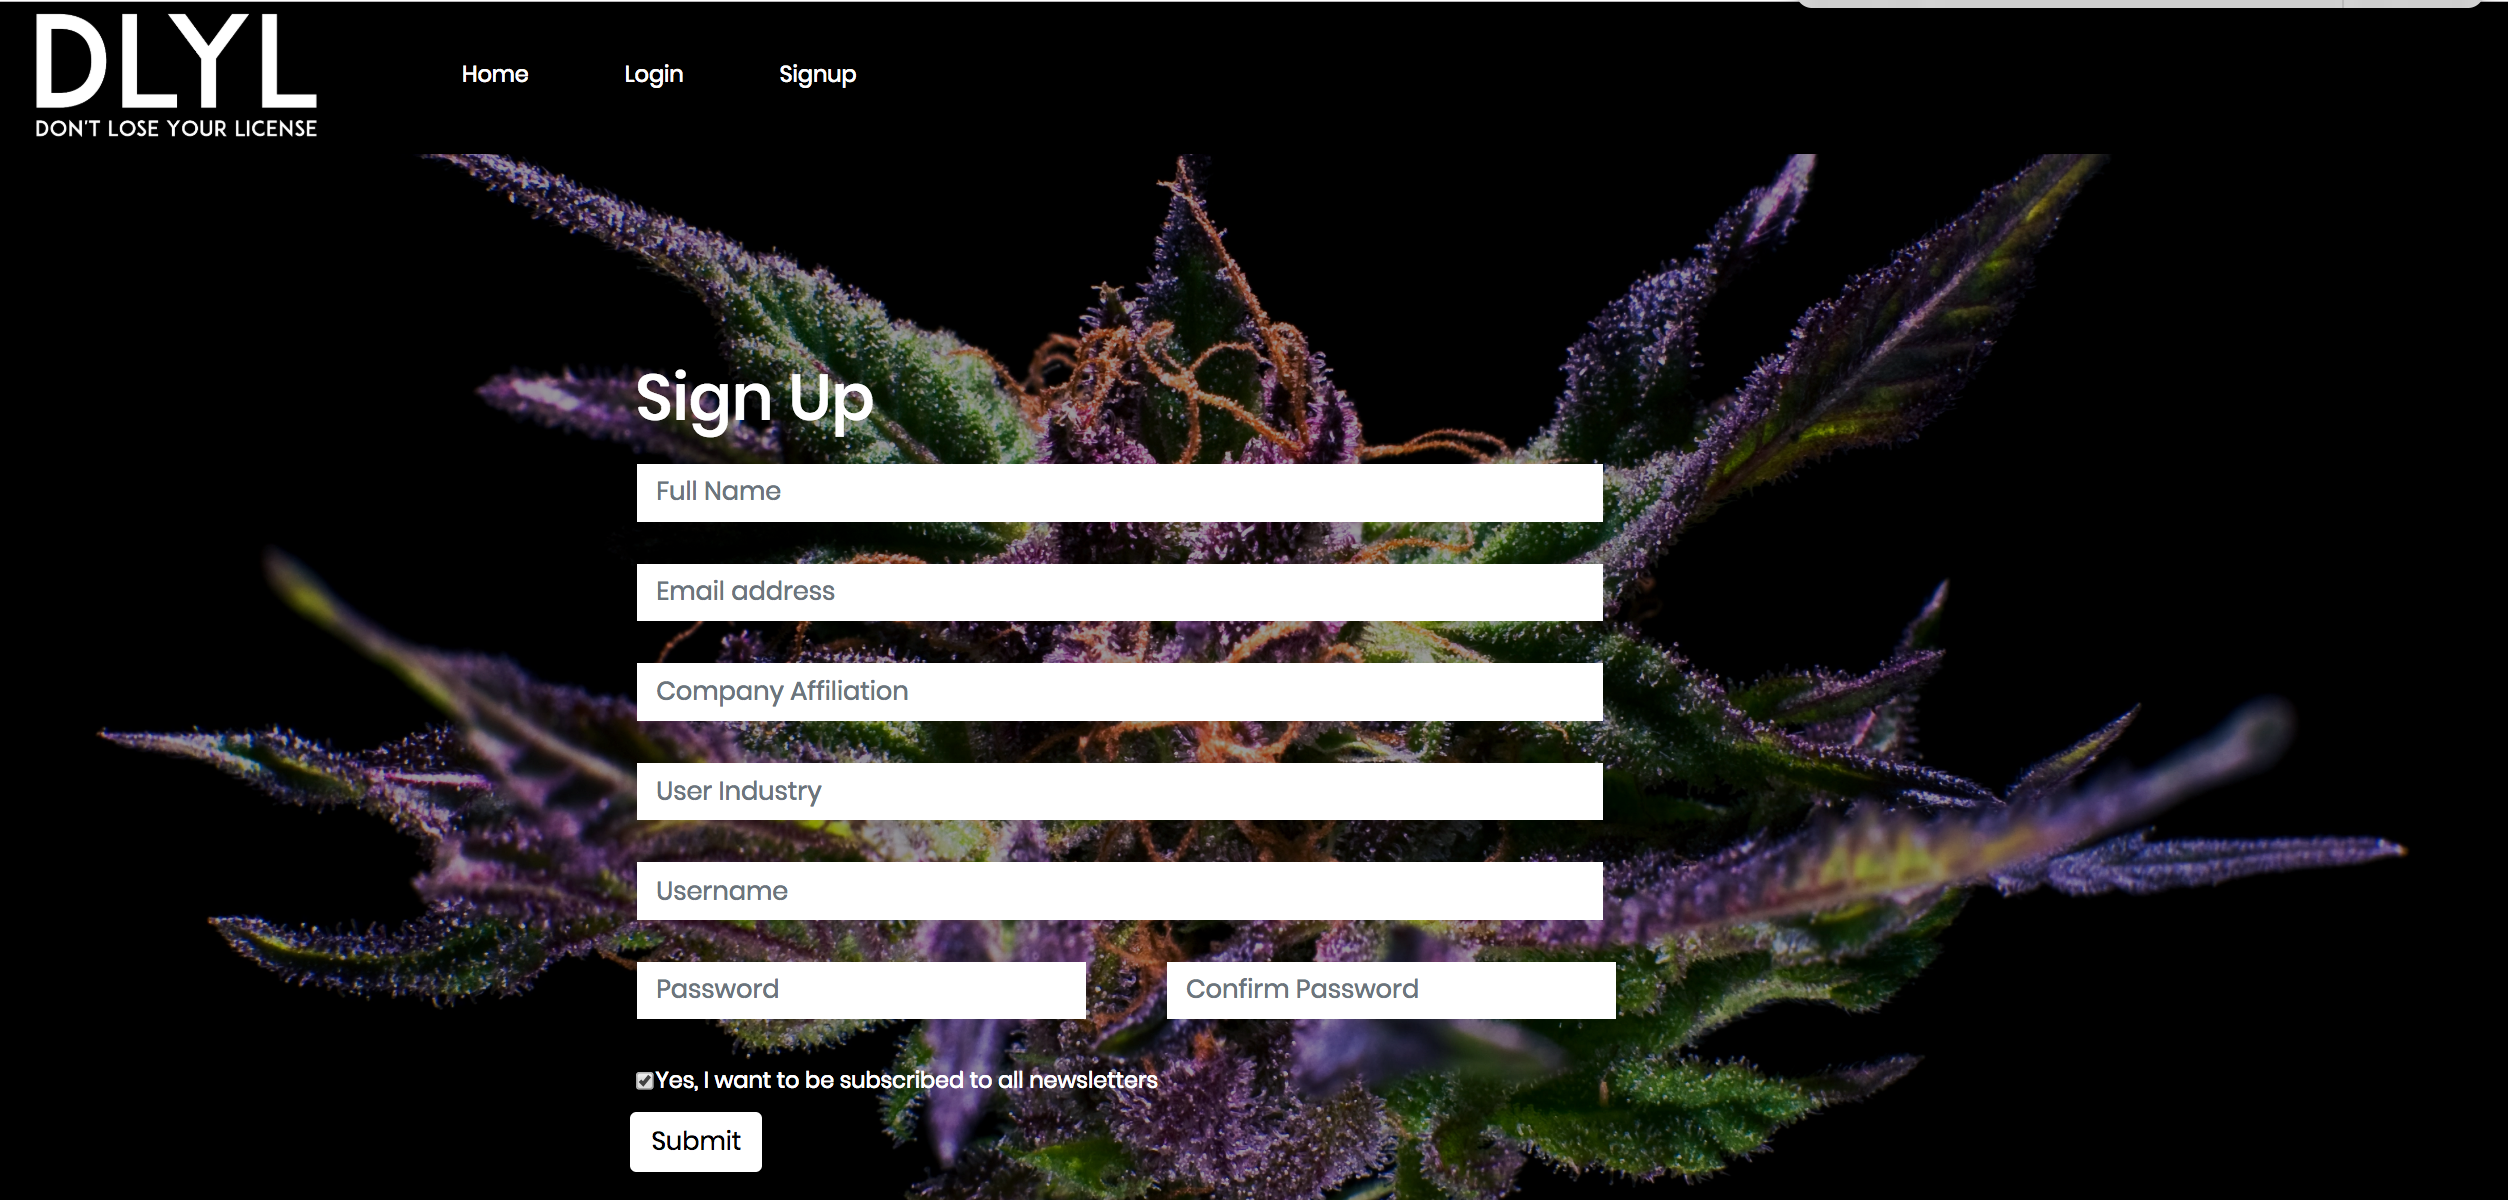 DLYL
DON'T LOSE YOUR LICENSE
Home Login Signup
Sign Up
Full Name
Email address
Company Affiliation
User Industry
Username
Password Confirm Password
Yes, I want to be subscribed to all newsletters
Submit